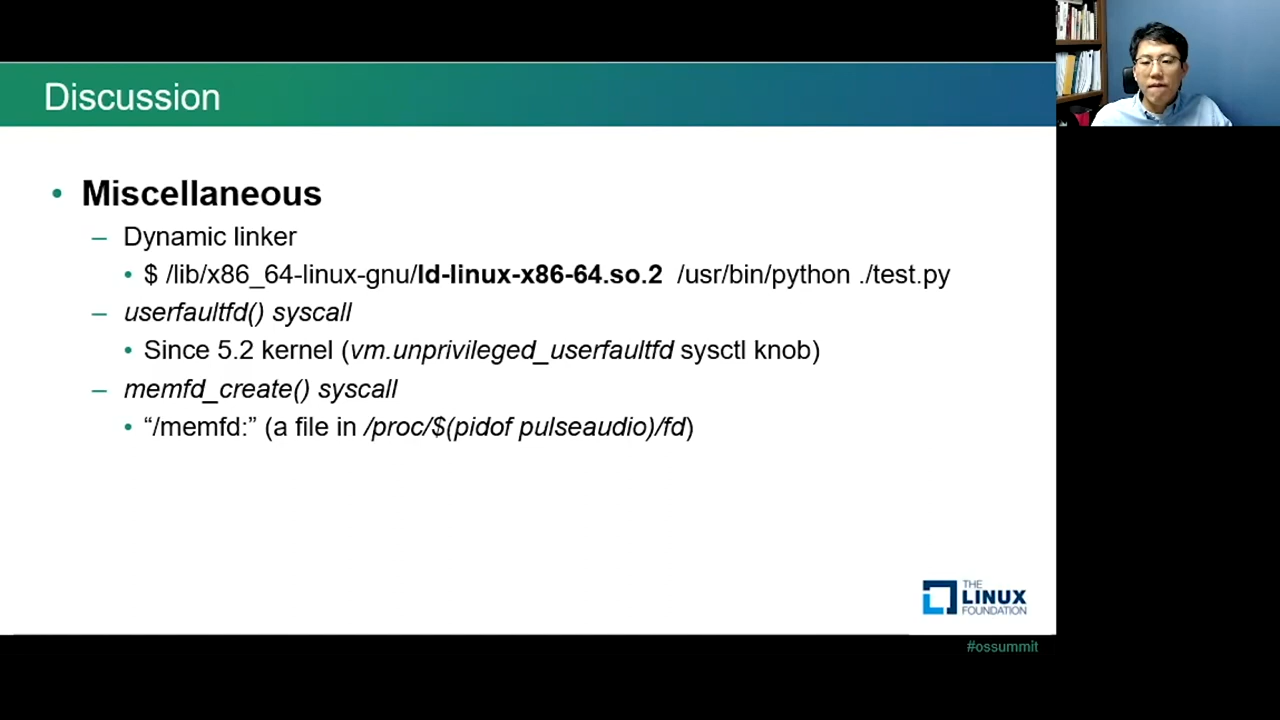 Discussion
• Miscellaneous
– Dynamic linker
• $ /lib/x86_64-linux-gnu/ld-linux-x86-64.so.2 /usr/bin/python ./test.py
– userfaultfd() syscall
• Since 5.2 kernel (vm.unprivileged_userfaultfd sysctl knob)
– memfd_create() syscall
• “/memfd:” (a file in /proc/$(pidof pulseaudio)/fd)
THE
LINUX
FOUNDATION
#ossummit